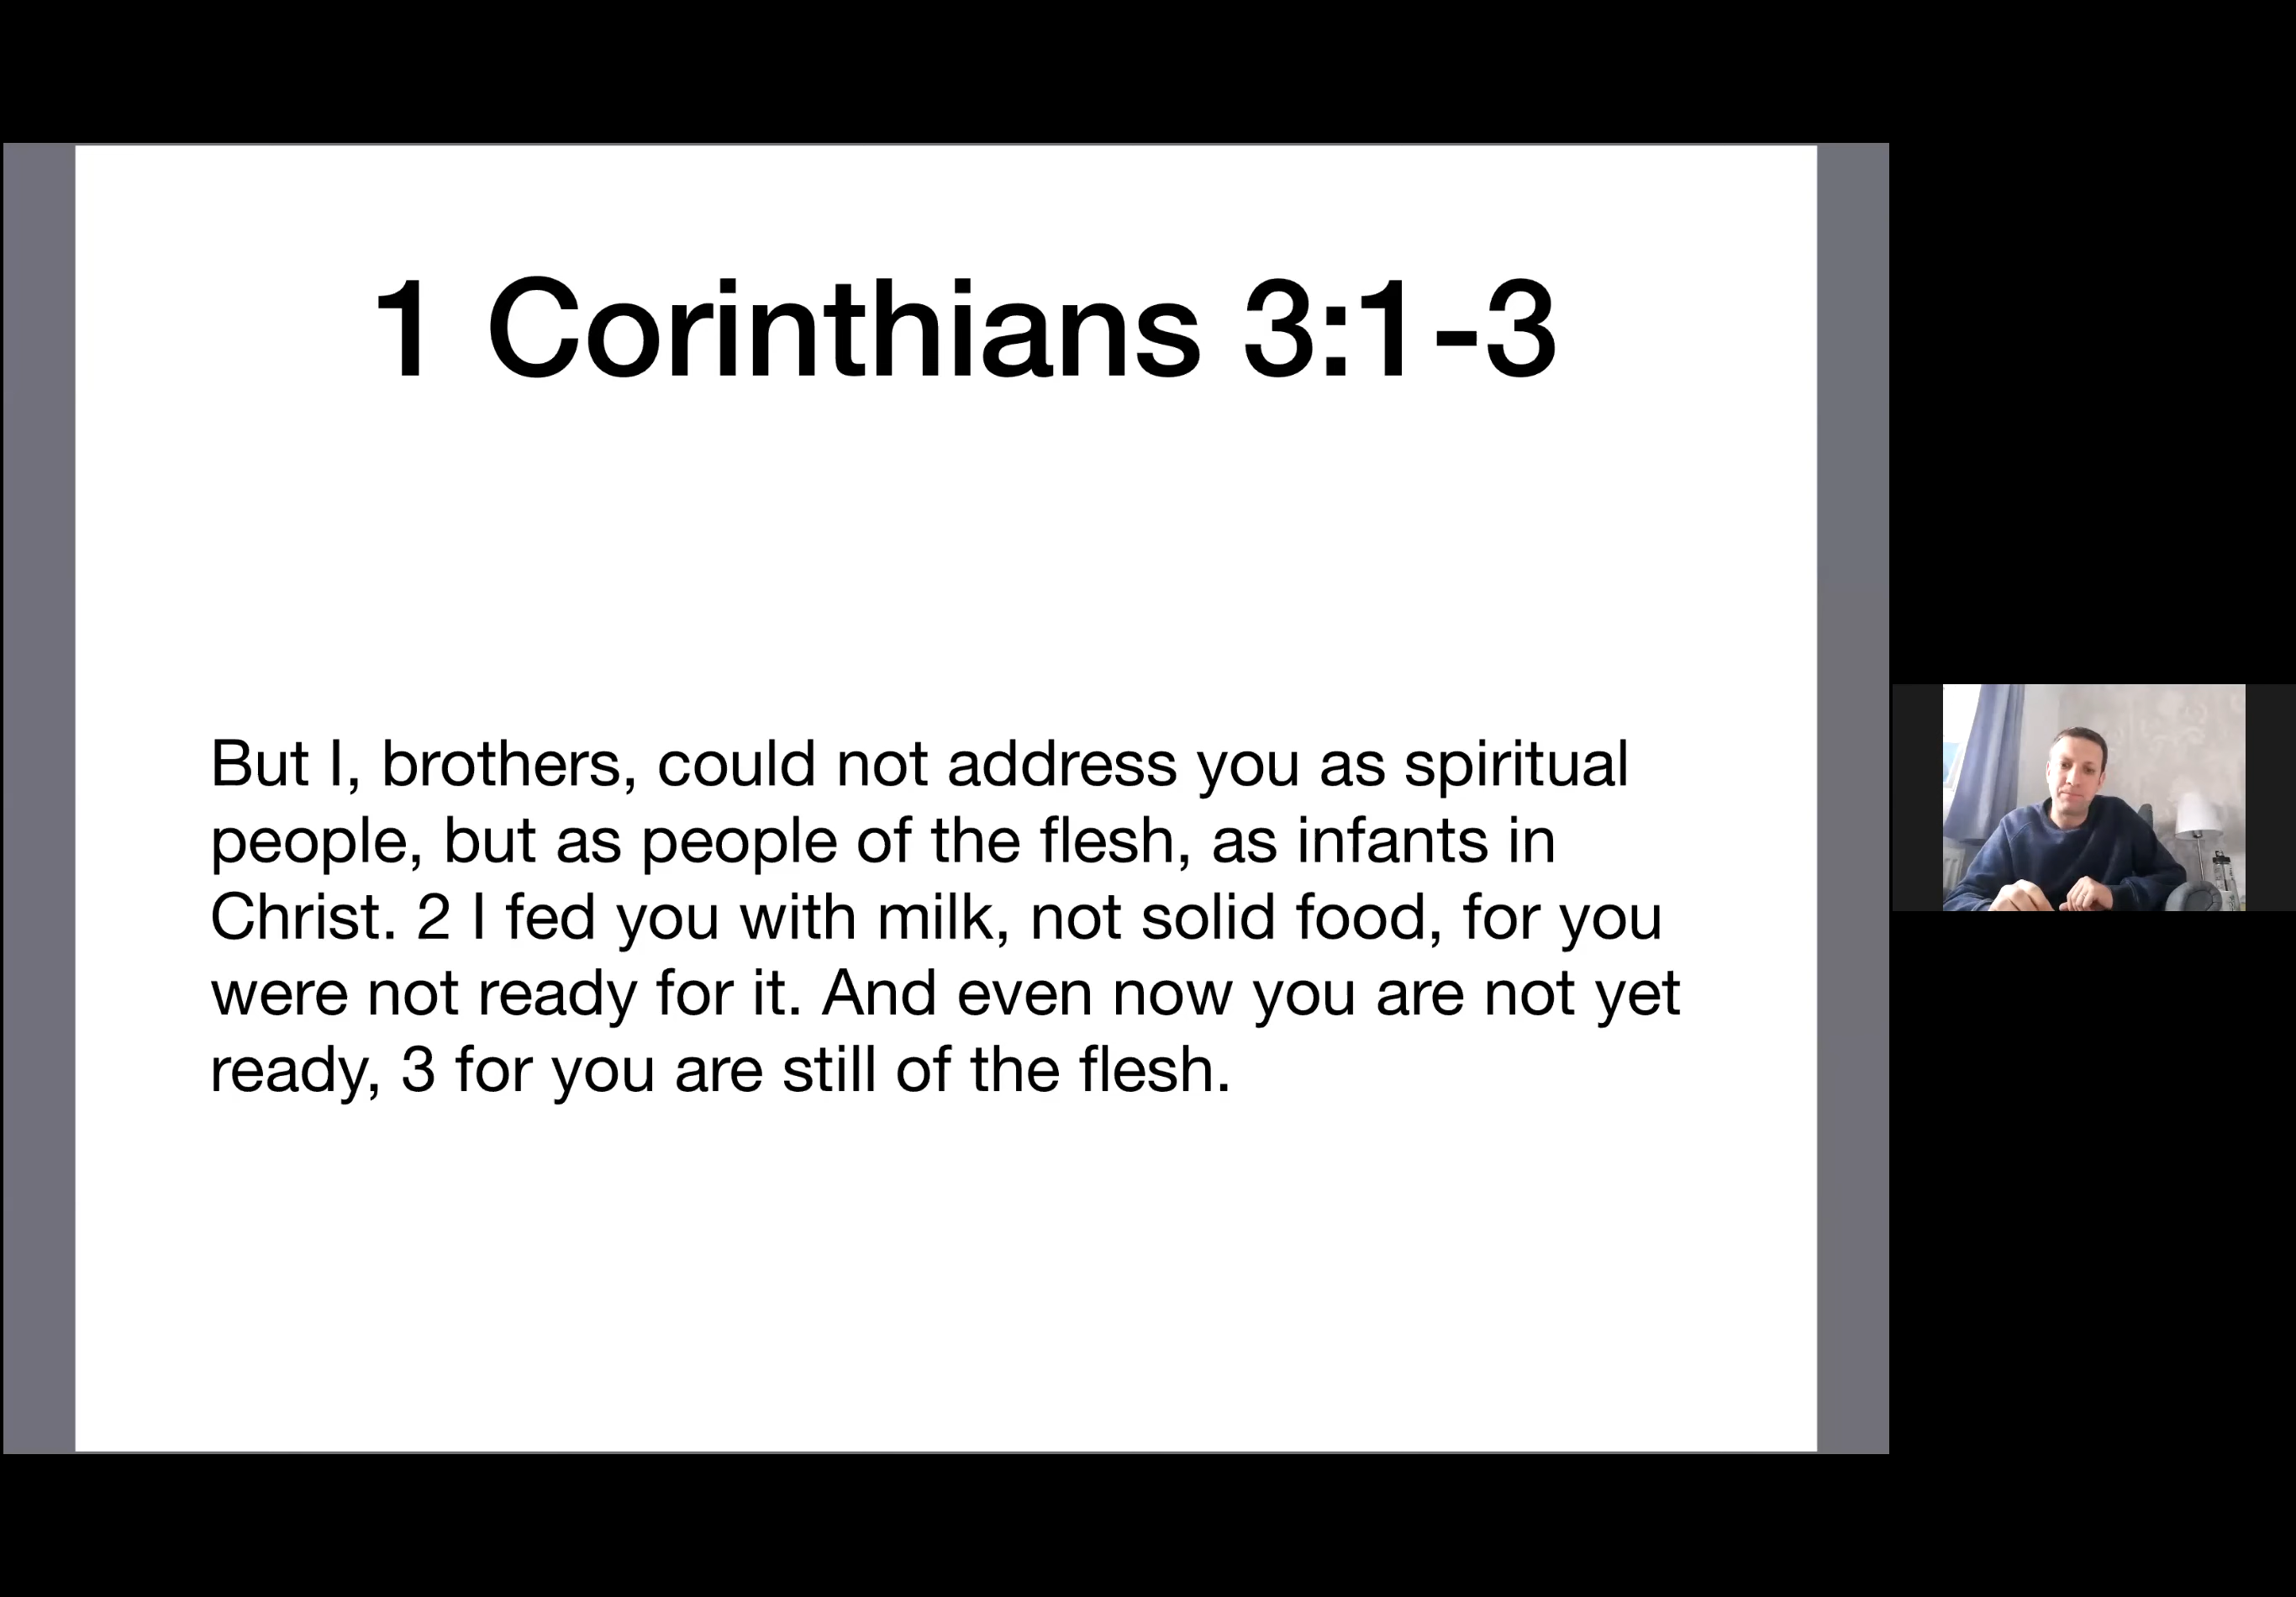 1 Corinthians 3:1-3
But I, brothers, could not address you as spiritual
people, but as people of the flesh, as infants in
Christ. 2 I fed you with milk, not solid food, for you
were not ready for it. And even now you are not yet
ready, 3 for you are still of the flesh.